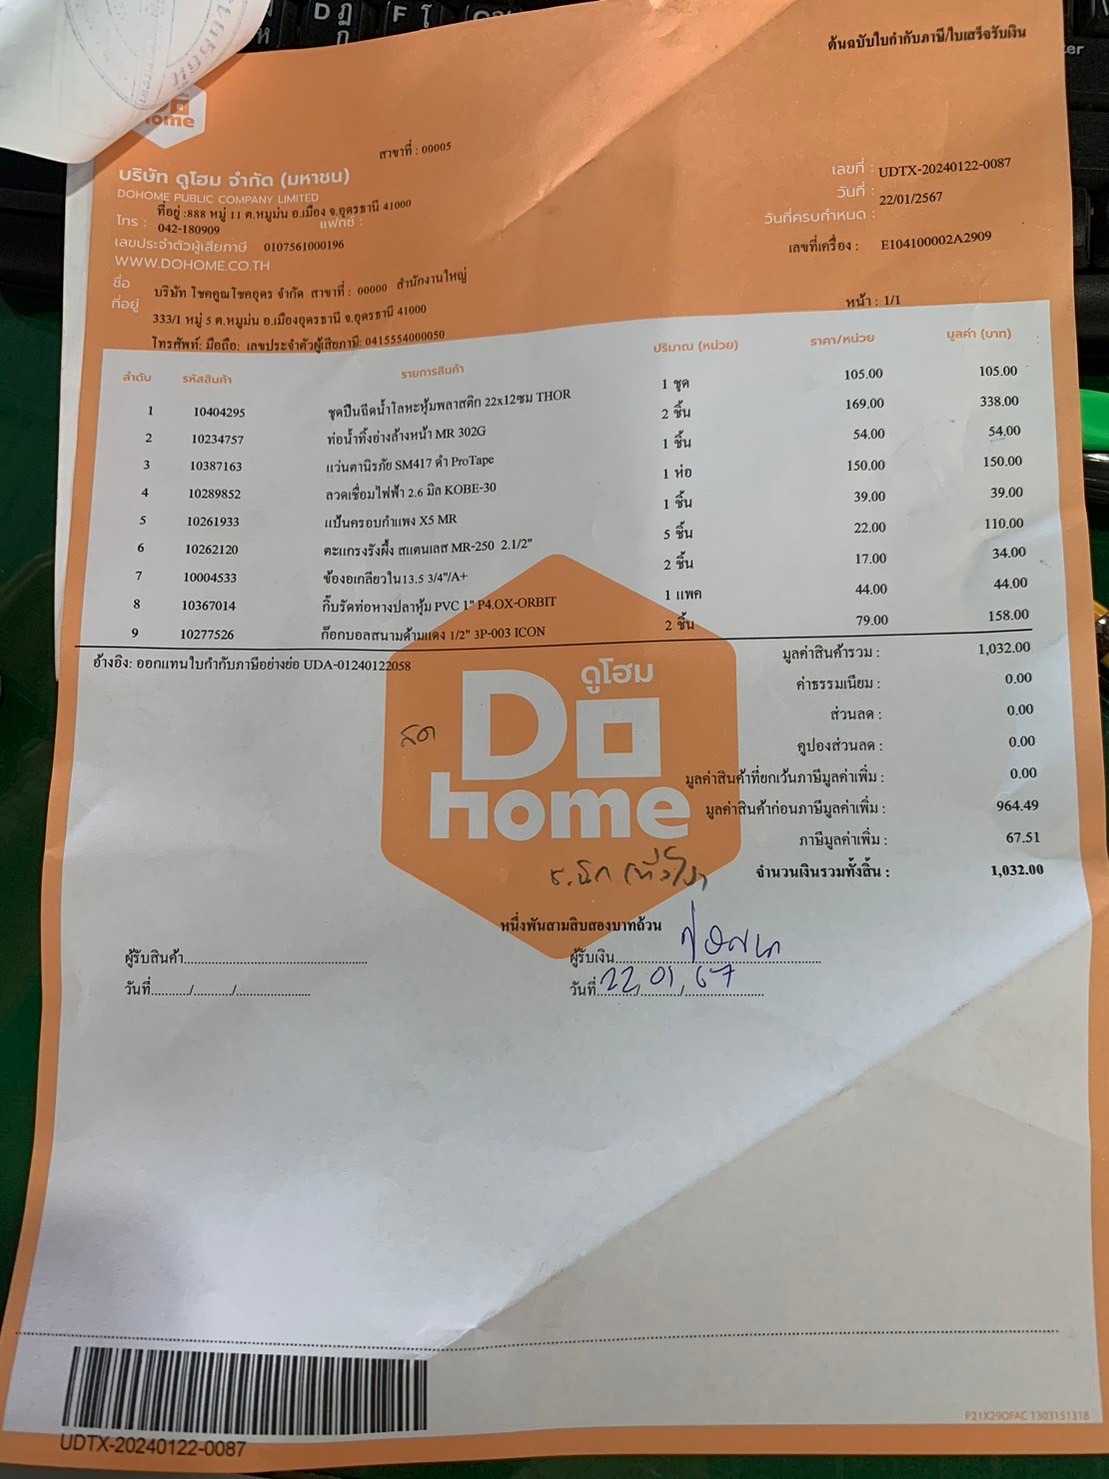 ต้นฉบับใบกำกับภาษี/ใบเสร็จรับเงิน
Do
home
สาขาที่ : 00005
บริษัท ดูโฮม จำกัด (มหาชน)
DOHOME PUBLIC COMPANY LIMITED
ที่อยู่ :888 หมู่ 11 ต.หมูม่น อ.เมือง จ.อุดรธานี 41000
โทร : 042-180909 แฟกซ์ :
เลขประจำตัวผู้เสียภาษี 0107561000196
WWW.DOHOME.CO.TH
เลขที่ : UDTX-20240122-0087
วันที่ : 22/01/2567
วันที่ครบกำหนด :
เลขที่เครื่อง : E104100002A2909
ชื่อ บริษัท โชคคูณโชคอุดร จำกัด สาขาที่ : 00000 สำนักงานใหญ่
ที่อยู่ 333/1 หมู่ 5 ต.หมูม่น อ.เมืองอุดรธานี จ.อุดรธานี 41000
โทรศัพท์: มือถือ: เลขประจำตัวผู้เสียภาษี: 0415554000050
หน้า : 1/1
ลำดับ รหัสสินค้า รายการสินค้า ปริมาณ (หน่วย) ราคา/หน่วย มูลค่า (บาท)
1 10404295 ชุดปืนฉีดน้ำโลหะหุ้มพลาสติก 22x12ซม THOR 1 ชุด 105.00 105.00
2 10234757 ท่อน้ำทิ้งอ่างล้างหน้า MR 302G 2 ชิ้น 169.00 338.00
3 10387163 แว่นตานิรภัย SM417 ดำ ProTape 1 ชิ้น 54.00 54.00
4 10289852 ลวดเชื่อมไฟฟ้า 2.6 มิล KOBE-30 1 ห่อ 150.00 150.00
5 10261933 แป้นครอบกำแพง X5 MR 1 ชิ้น 39.00 39.00
6 10262120 ตะแกรงรังผึ้ง สแตนเลส MR-250 2.1/2" 5 ชิ้น 22.00 110.00
7 10004533 ข้องอเกลียวใน13.5 3/4"/A+ 2 ชิ้น 17.00 34.00
8 10367014 กิ๊บรัดท่อหางปลาหุ้ม PVC 1" P4.OX-ORBIT 1 แพค 44.00 44.00
9 10277526 ก๊อกบอลสนามด้ามแดง 1/2" 3P-003 ICON 2 ชิ้น 79.00 158.00
อ้างอิง: ออกแทนใบกำกับภาษีอย่างย่อ UDA-01240122058
มูลค่าสินค้ารวม : 1,032.00
ค่าธรรมเนียม : 0.00
ส่วนลด : 0.00
คูปองส่วนลด : 0.00
มูลค่าสินค้าที่ยกเว้นภาษีมูลค่าเพิ่ม : 0.00
มูลค่าสินค้าก่อนภาษีมูลค่าเพิ่ม : 964.49
ภาษีมูลค่าเพิ่ม : 67.51
จำนวนเงินรวมทั้งสิ้น : 1,032.00
ดูโฮม
Do
home
สด
หนึ่งพันสามสิบสองบาทถ้วน
ผู้รับสินค้า
ผู้รับเงิน
วันที่........../........./....................
วันที่ 22/01/67
UDTX-20240122-0087
P21X29OFAC 1303151318